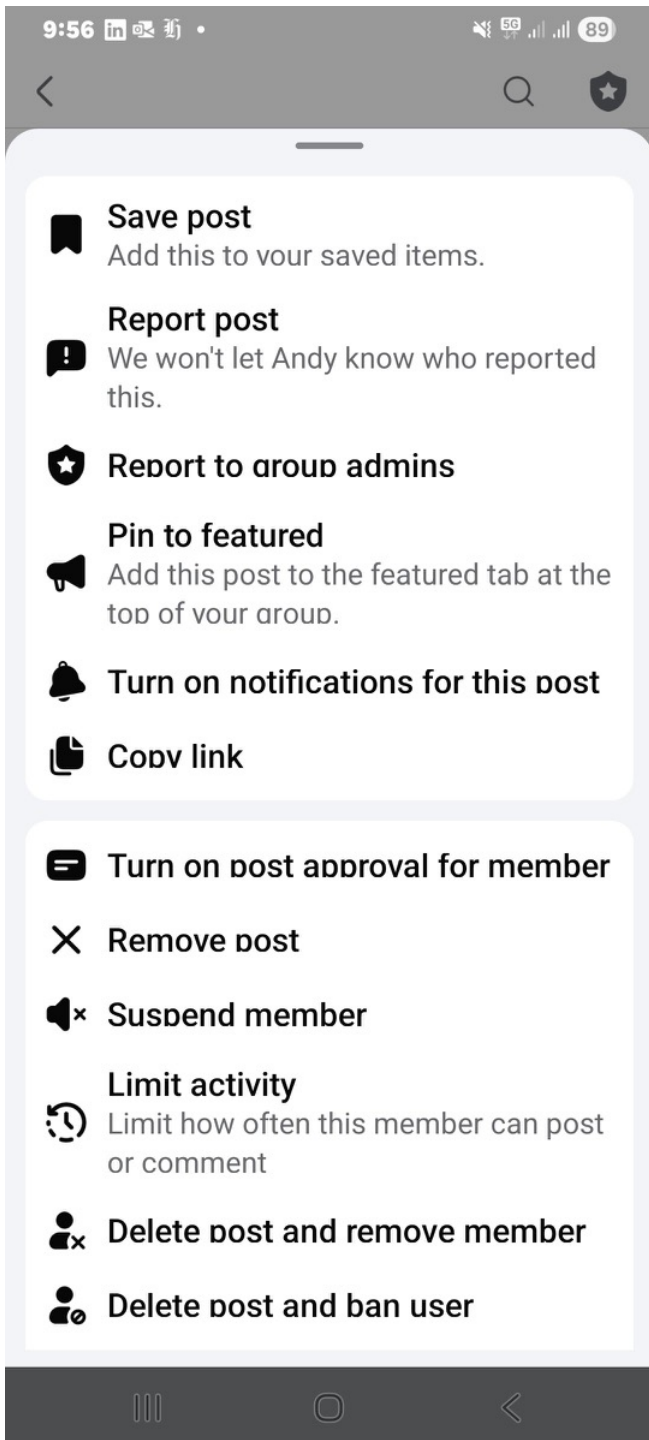 9:56 in
5G 89
Save post
Add this to your saved items.
Report post
We won't let Andy know who reported
this.
Report to group admins
Pin to featured
Add this post to the featured tab at the
top of your group.
Turn on notifications for this post
Copy link
Turn on post approval for member
Remove post
Suspend member
Limit activity
Limit how often this member can post
or comment
Delete post and remove member
Delete post and ban user